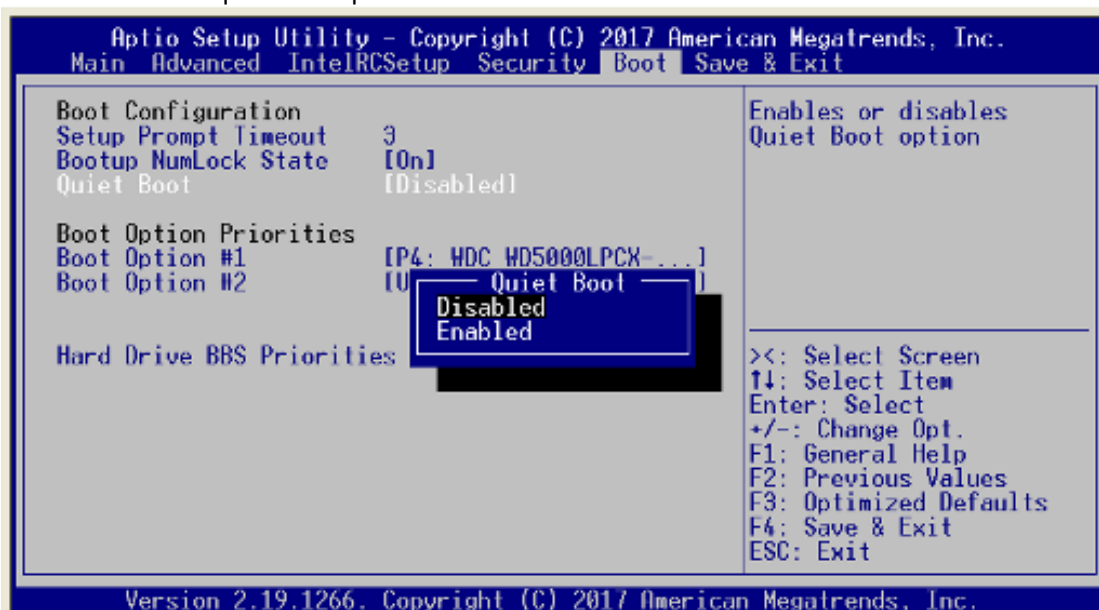 Aptio Setup Utility – Copyright (C) 2017 American Megatrends, Inc.
Main Advanced IntelRCSetup Security Boot Save & Exit
Boot Configuration
Setup Prompt Timeout 3
Bootup NumLock State [On]
Quiet Boot [Disabled]
Boot Option Priorities
Boot Option #1 [P4: WDC WD5000LPCX-...]
Boot Option #2 [U ]
Quiet Boot
Disabled
Enabled
Hard Drive BBS Priorities
Enables or disables
Quiet Boot option
><: Select Screen
↑↓: Select Item
Enter: Select
+/-: Change Opt.
F1: General Help
F2: Previous Values
F3: Optimized Defaults
F4: Save & Exit
ESC: Exit
Version 2.19.1266. Copyright (C) 2017 American Megatrends, Inc.